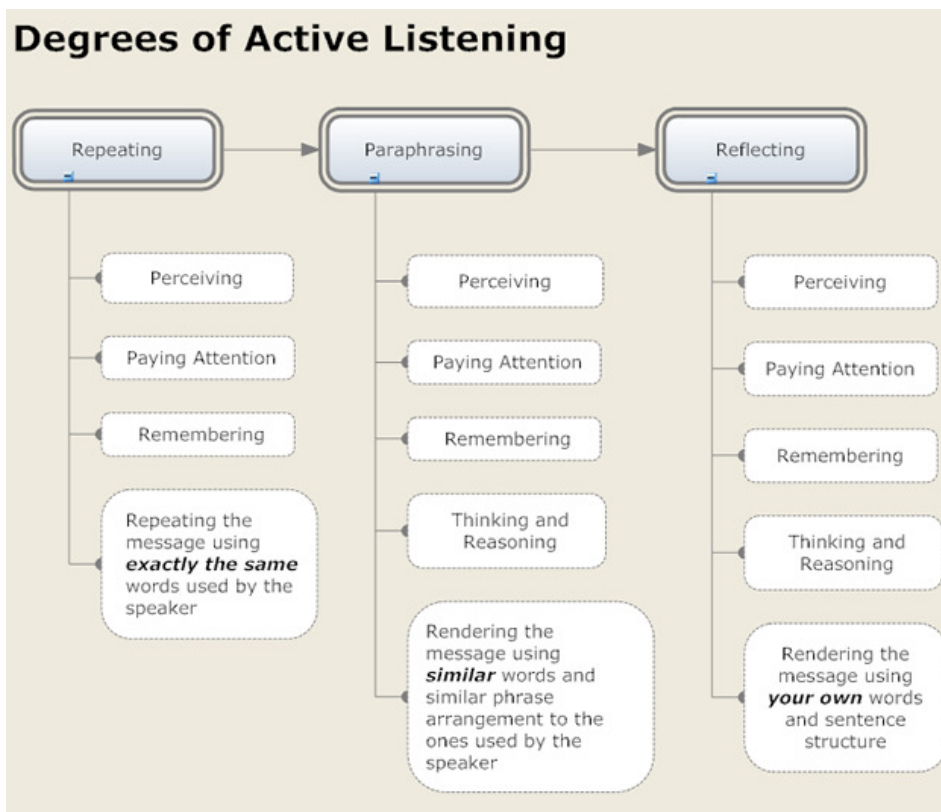 Degrees of Active Listening
Repeating
Paraphrasing
Reflecting
Perceiving
Paying Attention
Remembering
Repeating the
message using
exactly the same
words used by the
speaker
Perceiving
Paying Attention
Remembering
Thinking and
Reasoning
Rendering the
message using
similar words and
similar phrase
arrangement to the
ones used by the
speaker
Perceiving
Paying Attention
Remembering
Thinking and
Reasoning
Rendering the
message using
your own words
and sentence
structure